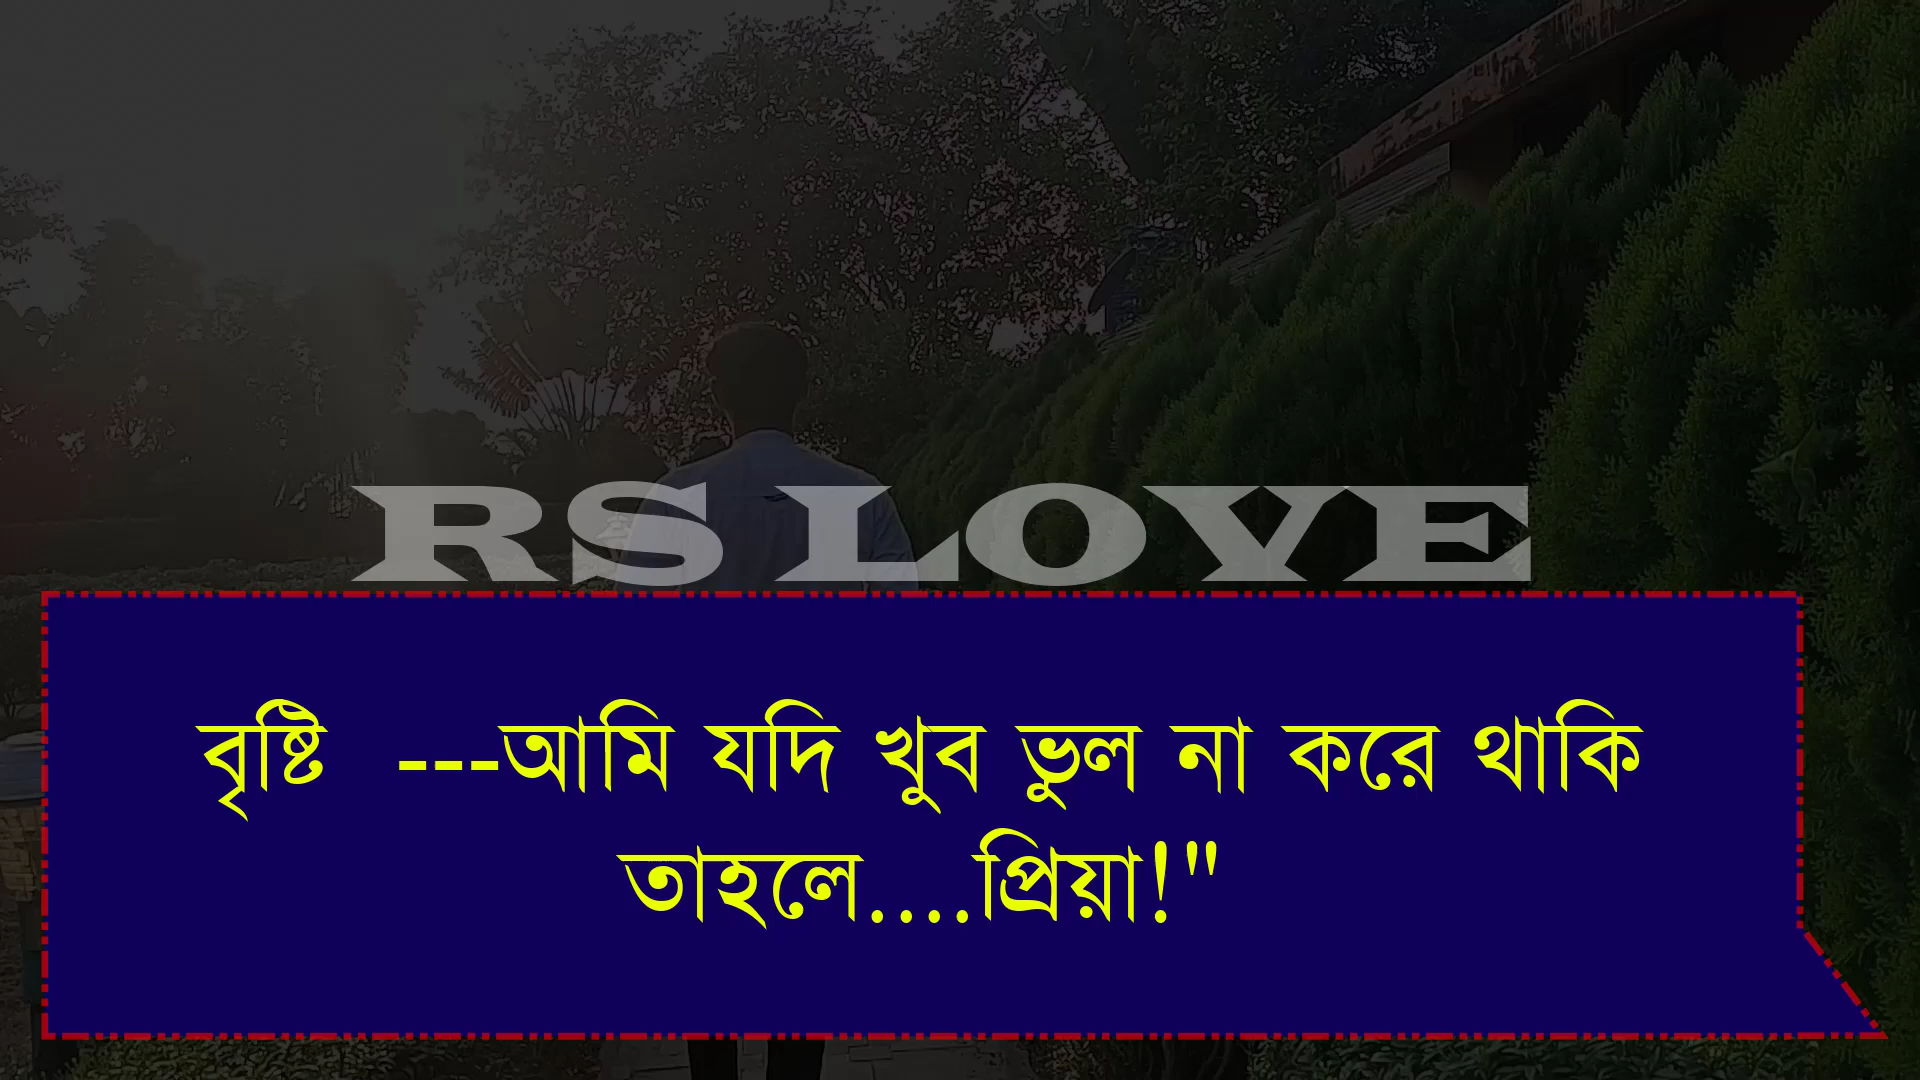 RS LOVE
বৃষ্টি  ---আমি যদি খুব ভুল না করে থাকি
তাহলে....প্রিয়া!"